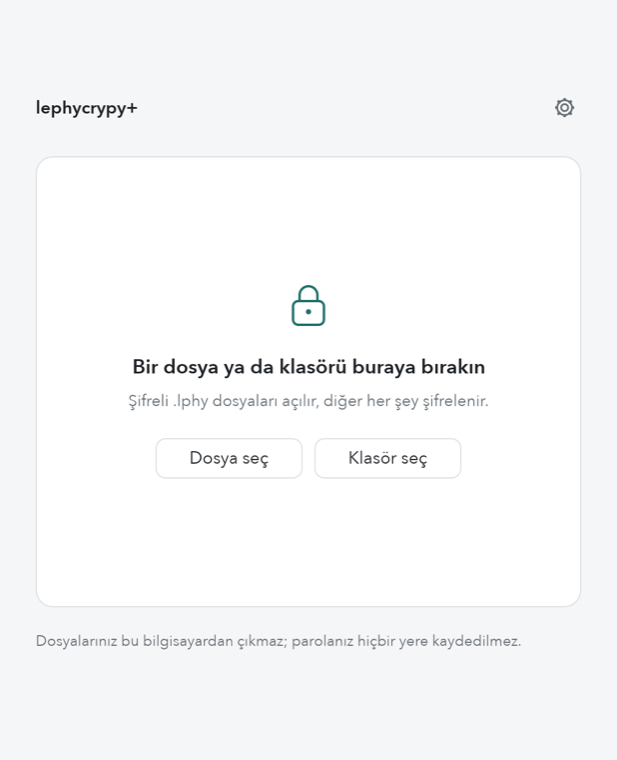 lephycrypy+
Bir dosya ya da klasörü buraya bırakın
Şifreli .lphy dosyaları açılır, diğer her şey şifrelenir.
Dosya seç
Klasör seç
Dosyalarınız bu bilgisayardan çıkmaz; parolanız hiçbir yere kaydedilmez.